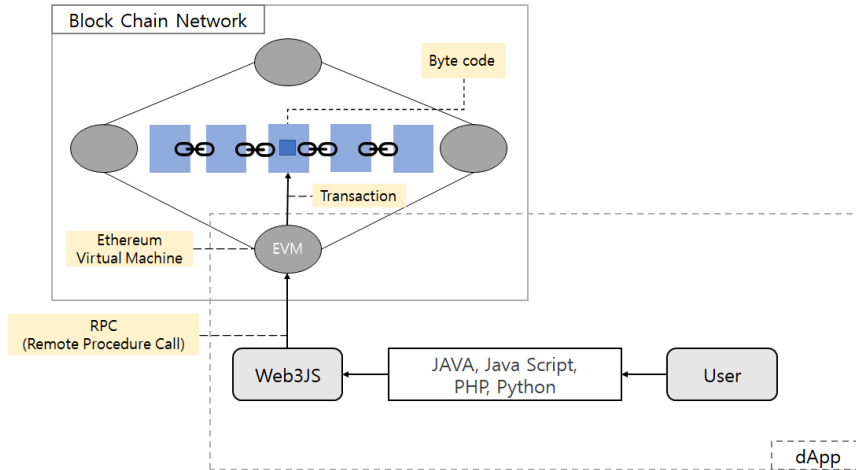 Block Chain Network
Byte code
Transaction
Ethereum
Virtual Machine
EVM
RPC
(Remote Procedure Call)
Web3JS
JAVA, Java Script,
PHP, Python
User
dApp